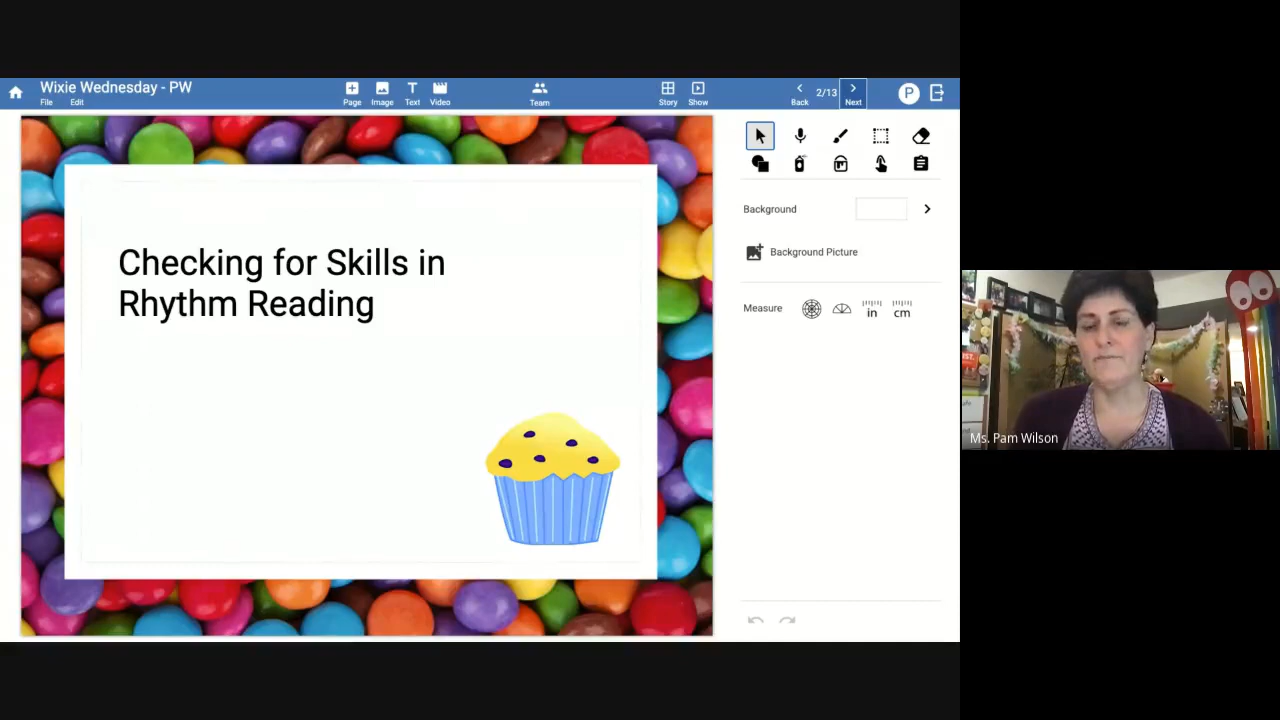 Wixie Wednesday - PW
File Edit
Page Image Text Video
Team
Story Show
Back 2/13 Next
P
Checking for Skills in
Rhythm Reading
Background
Background Picture
Measure in cm
Ms. Pam Wilson